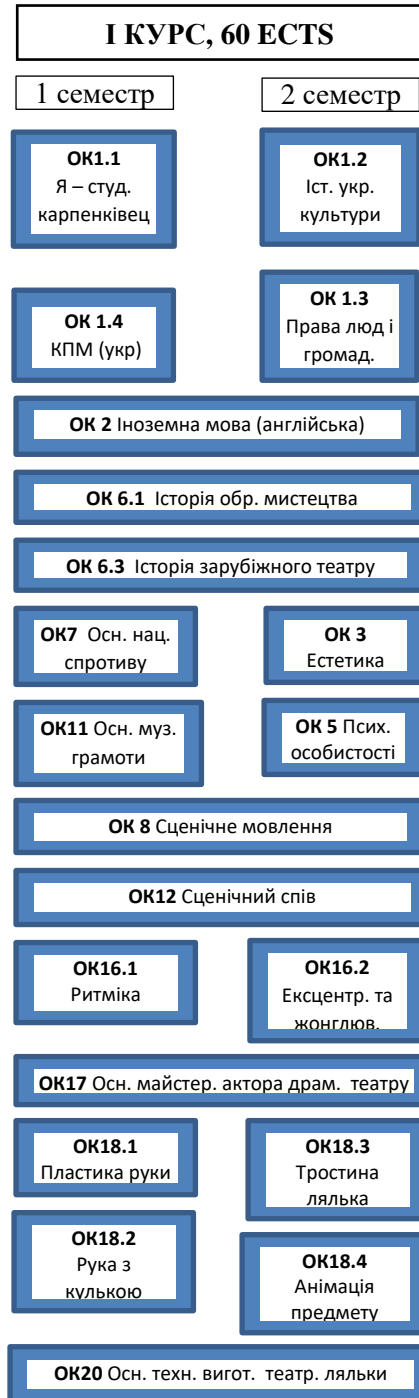 І КУРС, 60 ECTS
1 семестр
2 семестр
ОК1.1
Я – студ.
карпенківец
ОК1.2
Іст. укр.
культури
ОК 1.4
КПМ (укр)
ОК 1.3
Права люд і
громад.
ОК 2 Іноземна мова (англійська)
ОК 6.1 Історія обр. мистецтва
ОК 6.3 Історія зарубіжного театру
ОК7 Осн. нац.
спротиву
ОК 3
Естетика
ОК11 Осн. муз.
грамоти
ОК 5 Псих.
особистості
ОК 8 Сценічне мовлення
ОК12 Сценічний спів
ОК16.1
Ритміка
ОК16.2
Ексцентр. та
жонглюв.
ОК17 Осн. майстер. актора драм. театру
ОК18.1
Пластика руки
ОК18.3
Тростина
лялька
ОК18.2
Рука з
кулькою
ОК18.4
Анімація
предмету
ОК20 Осн. техн. вигот. театр. ляльки